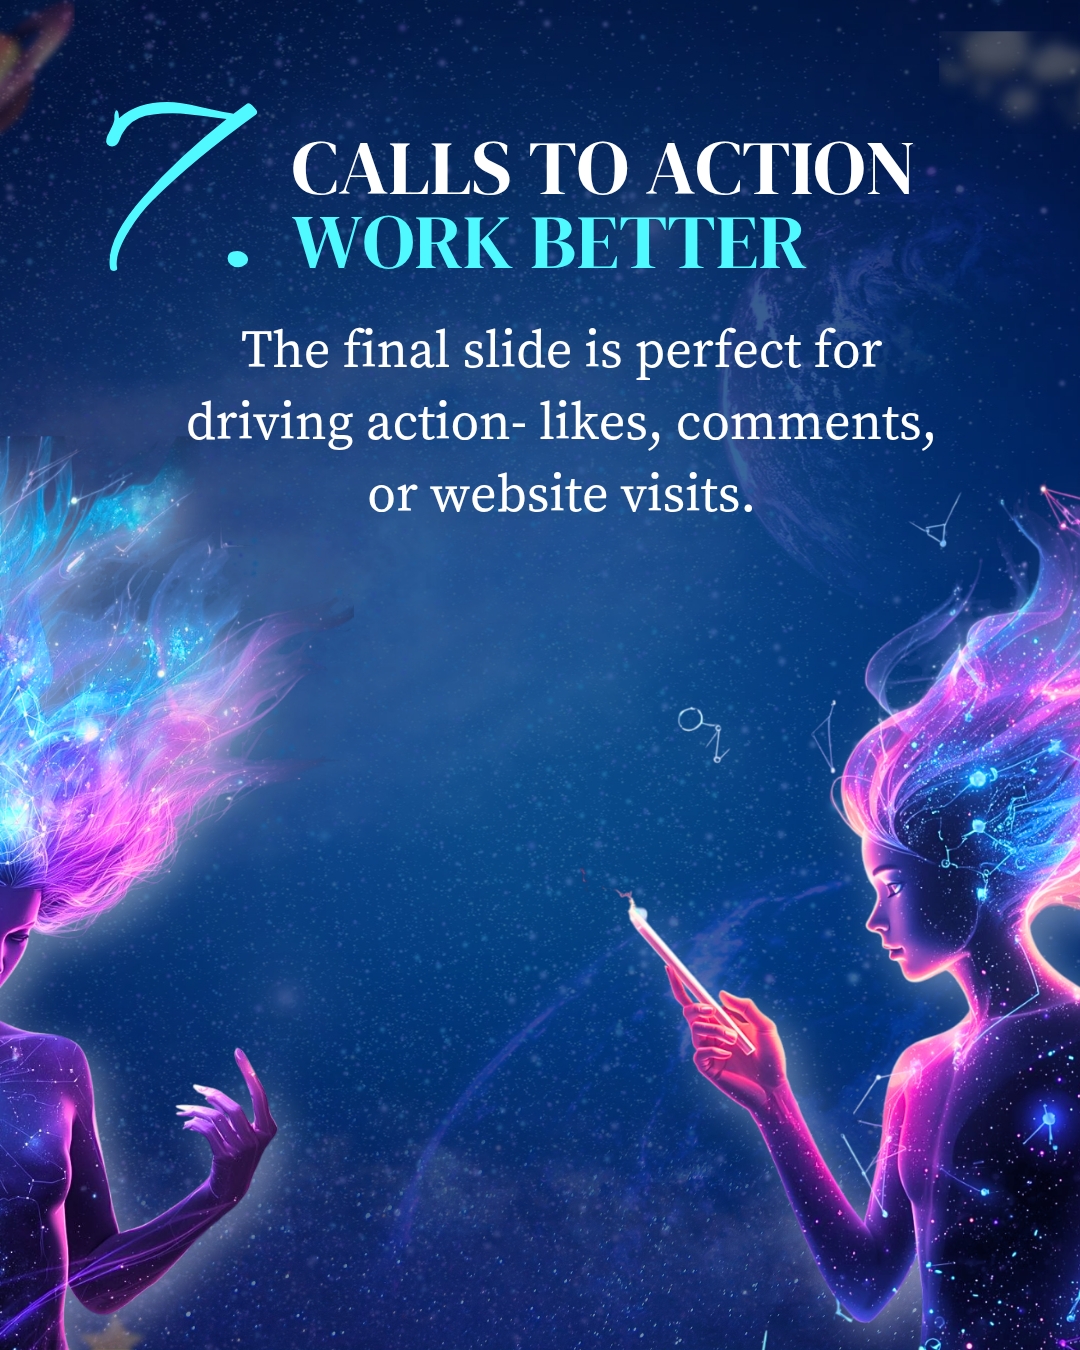 7. CALLS TO ACTION
WORK BETTER
The final slide is perfect for
driving action- likes, comments,
or website visits.